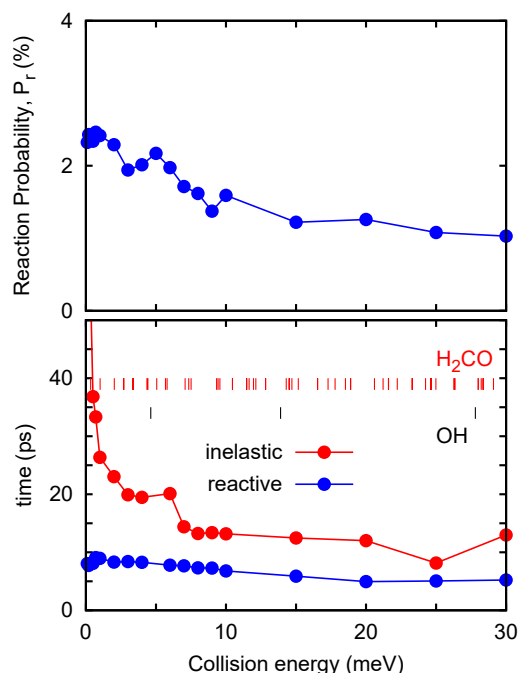 Reaction Probability, Pᵣ (%)
4
2
0
time (ps)
40
20
0
H₂CO
OH
inelastic
reactive
0
10
20
30
Collision energy (meV)